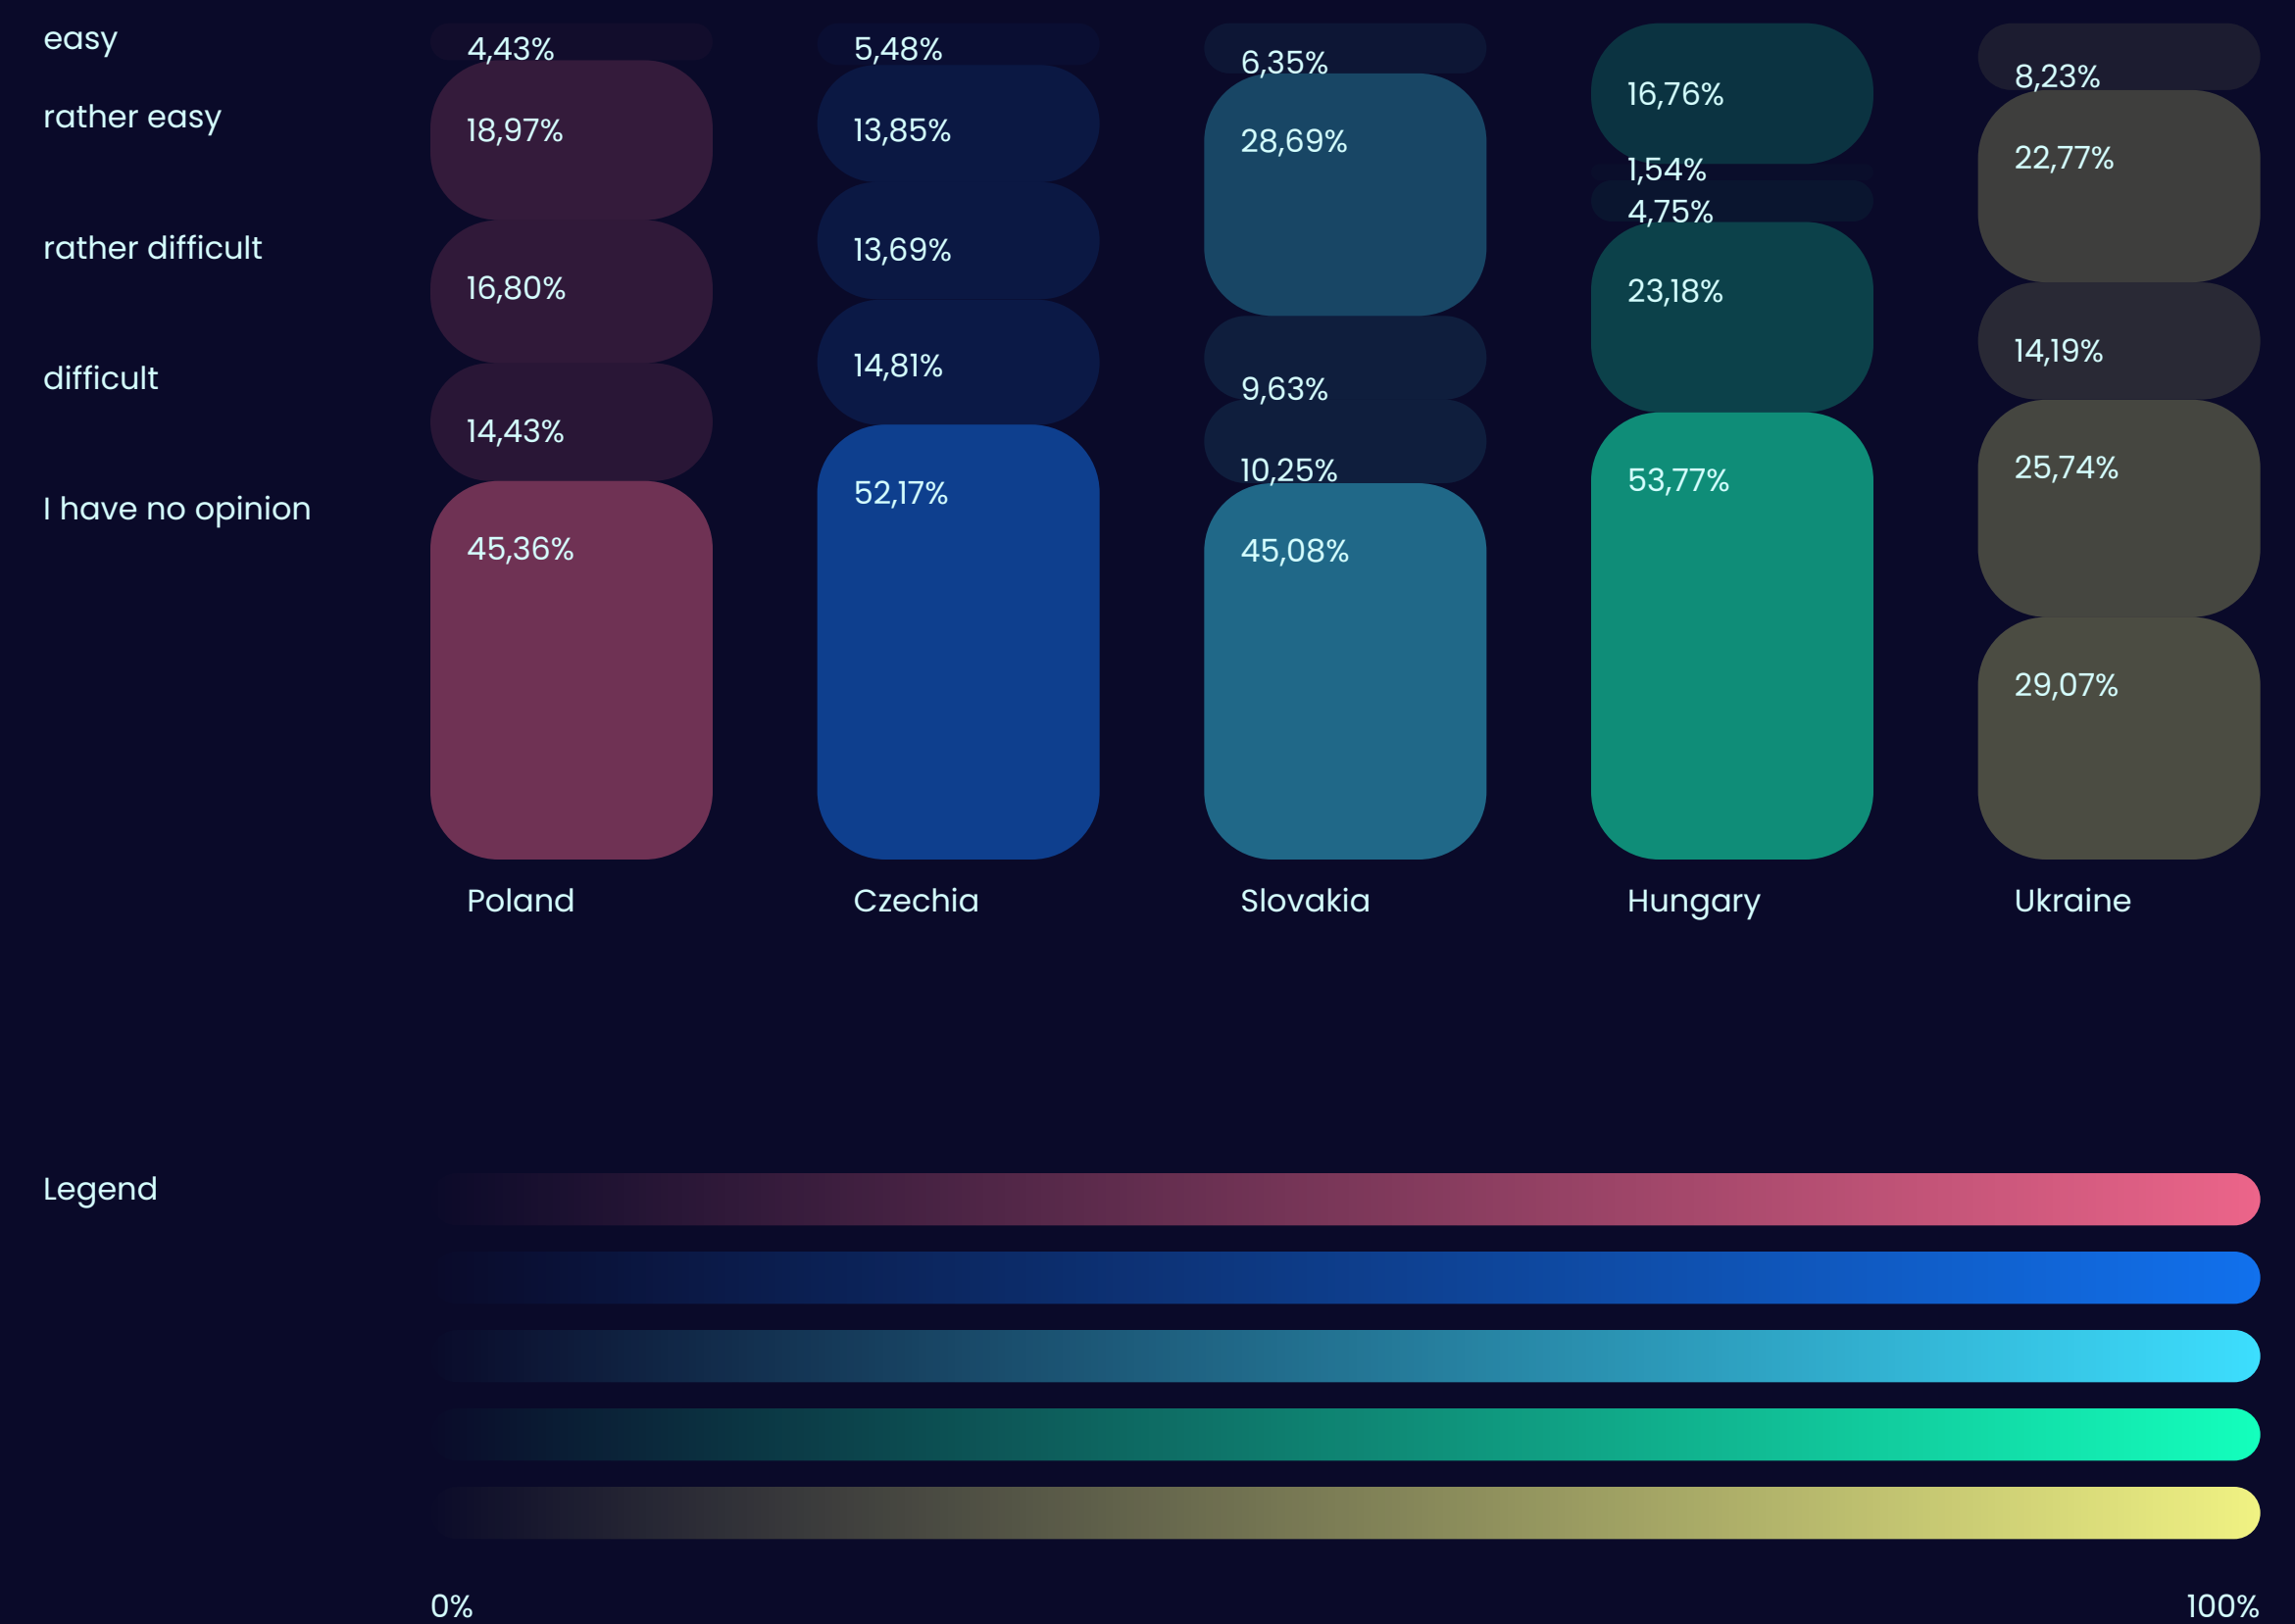 easy
4,43%
5,48%
6,35%
16,76%
8,23%
rather easy
18,97%
13,85%
28,69%
1,54%
22,77%
rather difficult
16,80%
13,69%
9,63%
4,75%
14,19%
difficult
14,43%
14,81%
10,25%
23,18%
25,74%
I have no opinion
45,36%
52,17%
45,08%
53,77%
29,07%
Poland
Czechia
Slovakia
Hungary
Ukraine
Legend
0%
100%